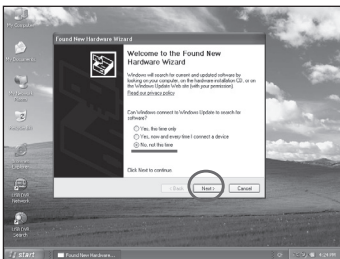 My Computer
Found New Hardware Wizard
Welcome to the Found New
Hardware Wizard
Windows will search for current and updated software by
looking on your computer, on the hardware installation CD, or on
the Windows Update Web site (with your permission).
Read our privacy policy
Can Windows connect to Windows Update to search for
software?
Yes, this time only
Yes, now and every time I connect a device
No, not this time
Click Next to continue.
< Back
Next >
Cancel
start
Found New Hardware...